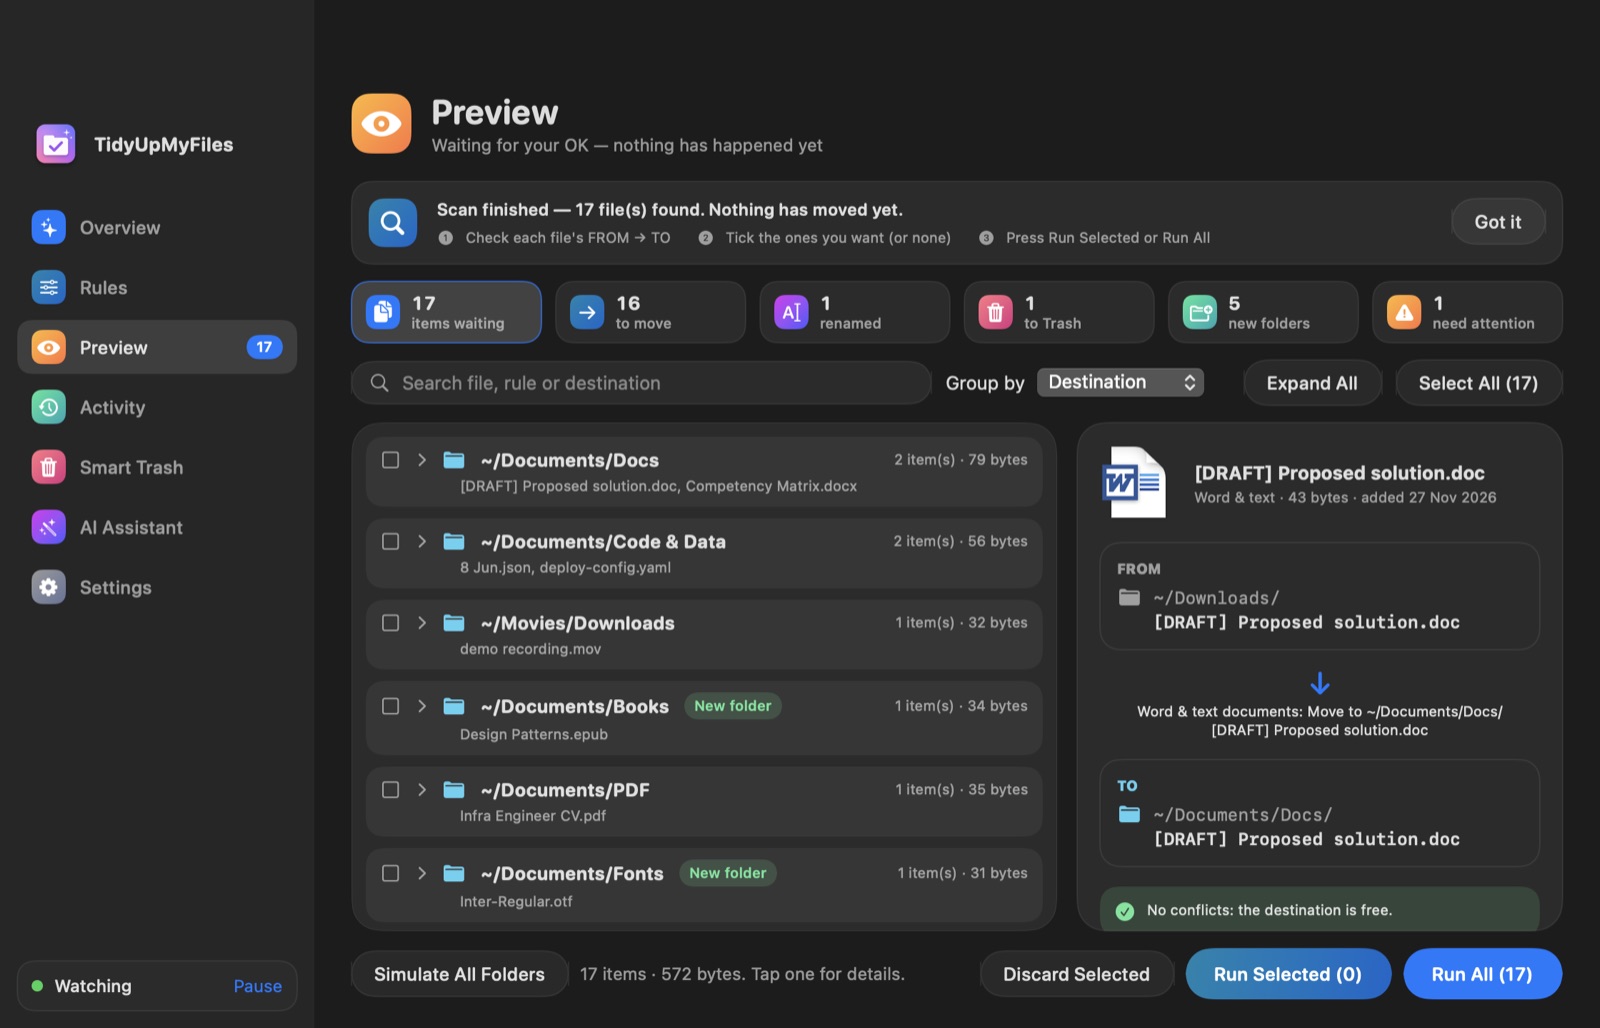 TidyUpMyFiles
Overview
Rules
Preview
17
Activity
Smart Trash
AI Assistant
Settings
Watching
Pause
Preview
Waiting for your OK — nothing has happened yet
Scan finished — 17 file(s) found. Nothing has moved yet.
1 Check each file's FROM → TO 2 Tick the ones you want (or none) 3 Press Run Selected or Run All
Got it
17
items waiting
16
to move
1
renamed
1
to Trash
5
new folders
1
need attention
Search file, rule or destination
Group by
Destination
Expand All
Select All (17)
~/Documents/Docs
2 item(s) · 79 bytes
[DRAFT] Proposed solution.doc, Competency Matrix.docx
~/Documents/Code & Data
2 item(s) · 56 bytes
8 Jun.json, deploy-config.yaml
~/Movies/Downloads
1 item(s) · 32 bytes
demo recording.mov
~/Documents/Books
New folder
1 item(s) · 34 bytes
Design Patterns.epub
~/Documents/PDF
1 item(s) · 35 bytes
Infra Engineer CV.pdf
~/Documents/Fonts
New folder
1 item(s) · 31 bytes
Inter-Regular.otf
W
[DRAFT] Proposed solution.doc
Word & text · 43 bytes · added 27 Nov 2026
FROM
~/Downloads/
[DRAFT] Proposed solution.doc
Word & text documents: Move to ~/Documents/Docs/
[DRAFT] Proposed solution.doc
TO
~/Documents/Docs/
[DRAFT] Proposed solution.doc
No conflicts: the destination is free.
Simulate All Folders
17 items · 572 bytes. Tap one for details.
Discard Selected
Run Selected (0)
Run All (17)